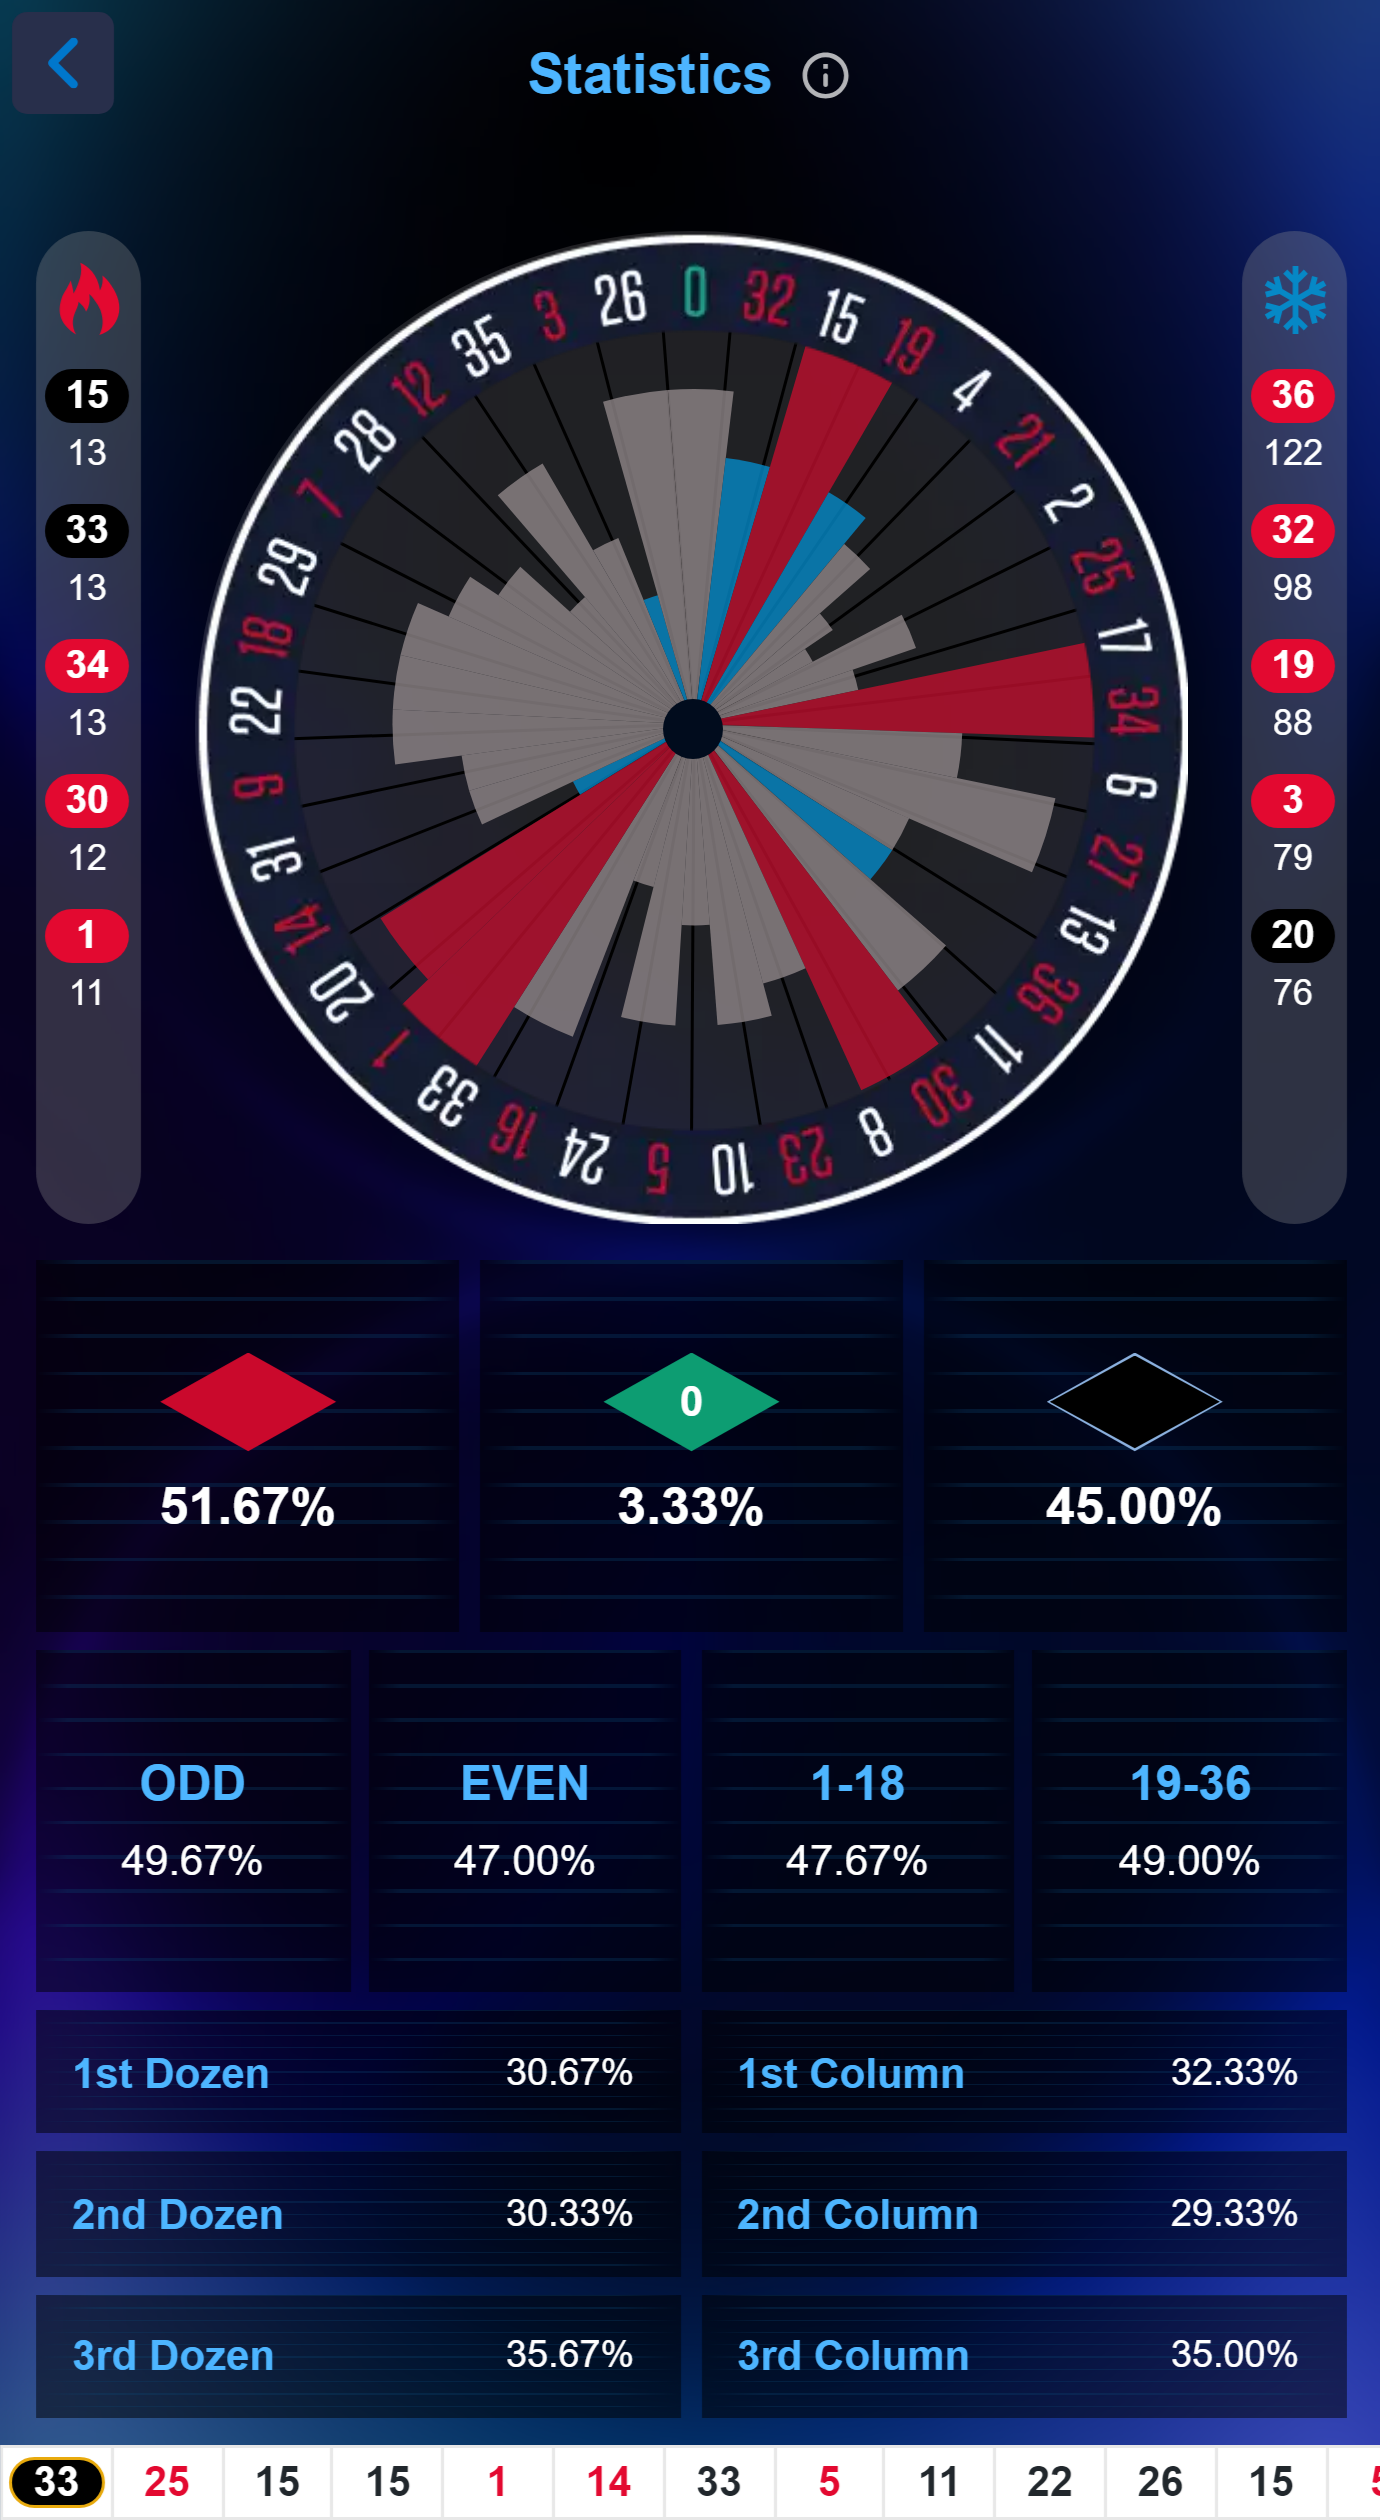 Statistics
15
13
33
13
34
13
30
12
1
11
0 32 15 19 4 21 2 25 17 34 6 27 13 36 11 30 8 23 10 5 24 16 33 1 20 14 31 9 22 18 29 7 28 12 35 3 26
36
122
32
98
19
88
3
79
20
76
0
51.67% 3.33% 45.00%
ODD EVEN 1-18 19-36
49.67% 47.00% 47.67% 49.00%
1st Dozen 30.67% 1st Column 32.33%
2nd Dozen 30.33% 2nd Column 29.33%
3rd Dozen 35.67% 3rd Column 35.00%
33 25 15 15 1 14 33 5 11 22 26 15